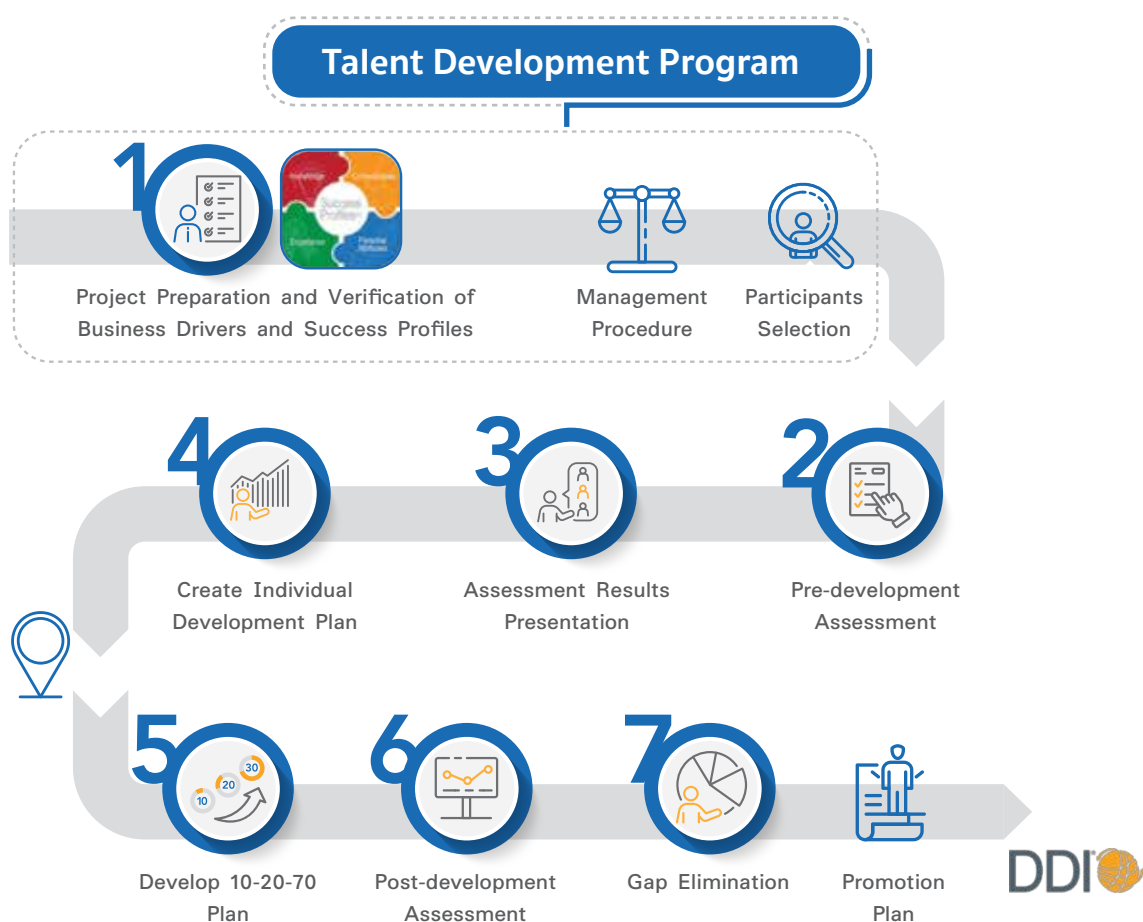 Talent Development Program
1
Knowledge
Competencies
Success
Profiles
Experience
Personal
Attributes
Project Preparation and Verification of
Business Drivers and Success Profiles
Management
Procedure
Participants
Selection
2
Pre-development
Assessment
3
Assessment Results
Presentation
4
Create Individual
Development Plan
5
10
20
30
Develop 10-20-70
Plan
6
Post-development
Assessment
7
Gap Elimination
Promotion
Plan
DDI